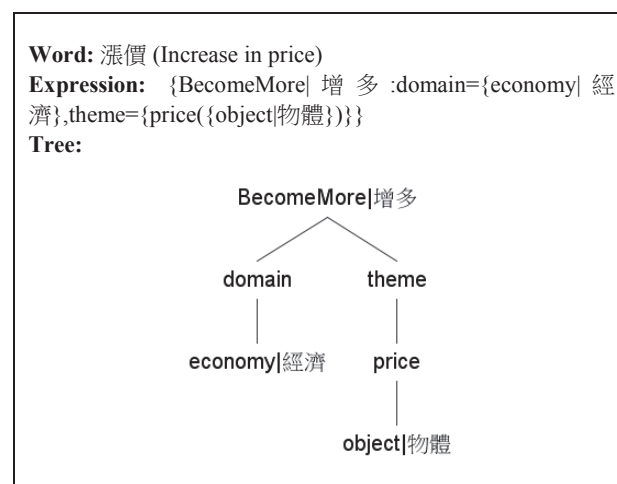 Word: 漲價 (Increase in price)
Expression: {BecomeMore| 增 多 :domain={economy| 經
濟},theme={price({object|物體})}}
Tree:
BecomeMore|增多
domain theme
economy|經濟 price
object|物體